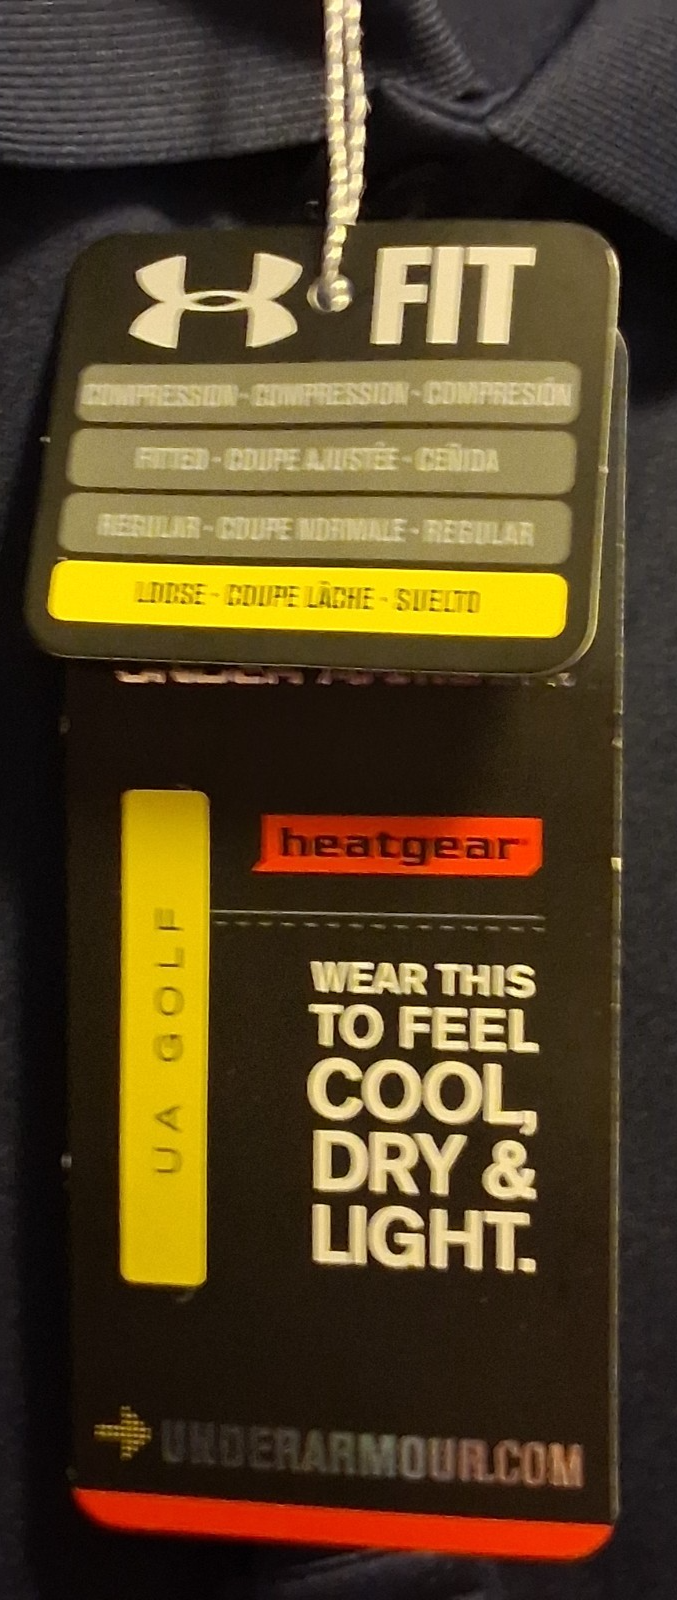 FIT
COMPRESSION - COMPRESSION - COMPRESIÓN
FITTED - COUPE AJUSTÉE - CEÑIDA
REGULAR - COUPE NORMALE - REGULAR
LOOSE - COUPE LÂCHE - SUELTO
heatgear
UA GOLF
WEAR THIS
TO FEEL
COOL,
DRY &
LIGHT.
UNDERARMOUR.COM